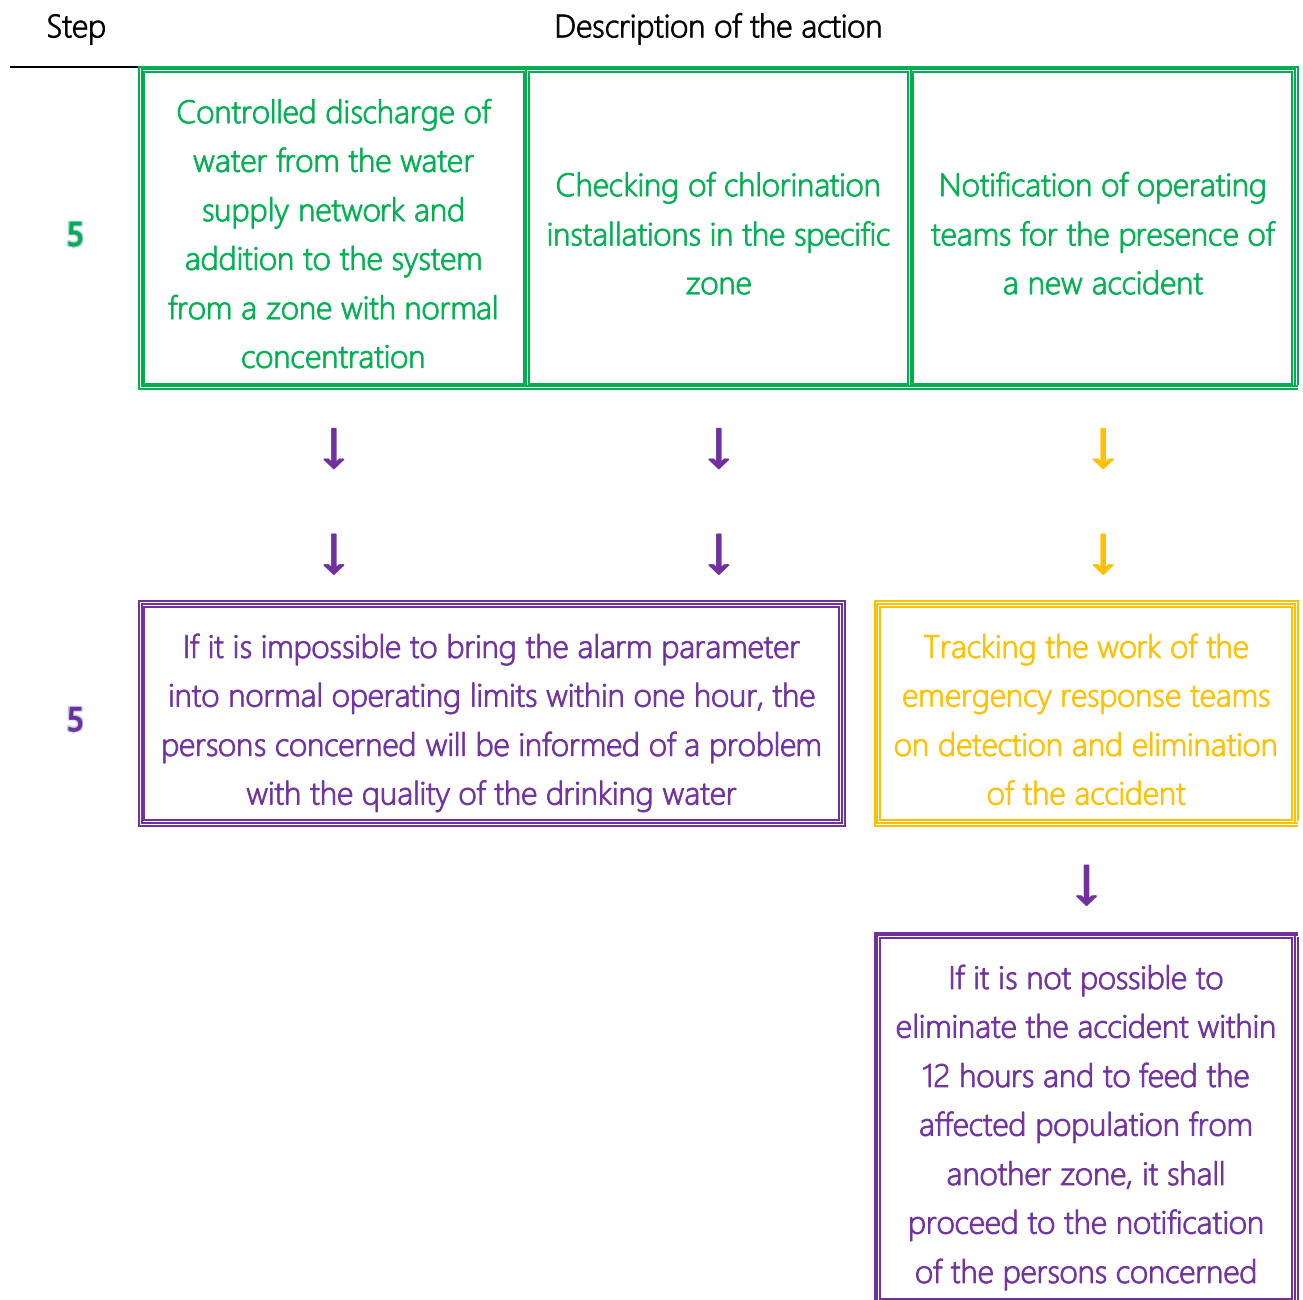 Step
Description of the action
5
Controlled discharge of
water from the water
supply network and
addition to the system
from a zone with normal
concentration
Checking of chlorination
installations in the specific
zone
Notification of operating
teams for the presence of
a new accident
↓ ↓ ↓
↓ ↓ ↓
5
If it is impossible to bring the alarm parameter
into normal operating limits within one hour, the
persons concerned will be informed of a problem
with the quality of the drinking water
Tracking the work of the
emergency response teams
on detection and elimination
of the accident
↓
If it is not possible to
eliminate the accident within
12 hours and to feed the
affected population from
another zone, it shall
proceed to the notification
of the persons concerned